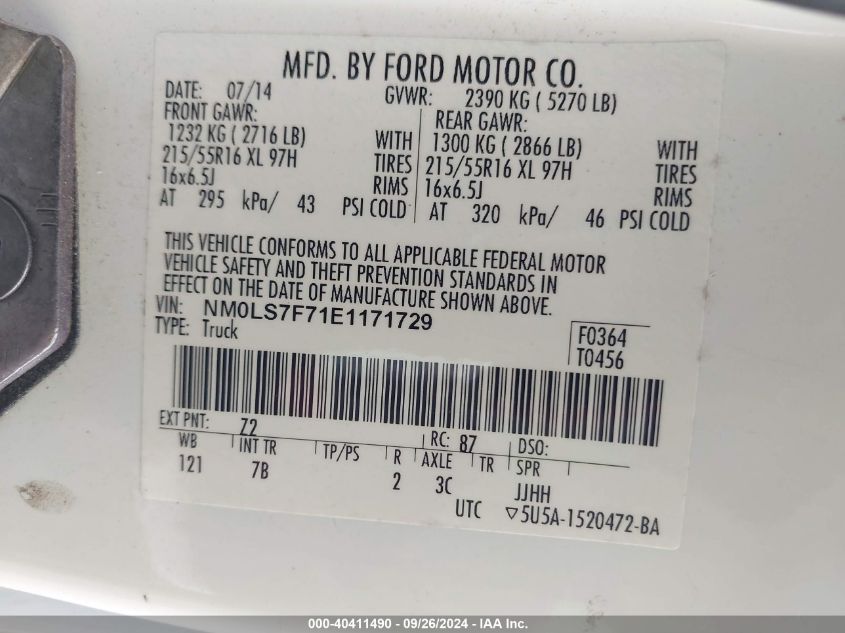 MFD. BY FORD MOTOR CO.
DATE: 07/14 GVWR: 2390 KG ( 5270 LB)
FRONT GAWR: REAR GAWR:
1232 KG ( 2716 LB) WITH 1300 KG ( 2866 LB) WITH
215/55R16 XL 97H TIRES 215/55R16 XL 97H TIRES
16x6.5J RIMS 16x6.5J RIMS
AT 295 kPa/ 43 PSI COLD AT 320 kPa/ 46 PSI COLD
THIS VEHICLE CONFORMS TO ALL APPLICABLE FEDERAL MOTOR
VEHICLE SAFETY AND THEFT PREVENTION STANDARDS IN
EFFECT ON THE DATE OF MANUFACTURE SHOWN ABOVE.
VIN: NM0LS7F71E1171729
TYPE: Truck F0364
T0456
EXT PNT: Z2 RC: 87 DSO:
WB INT TR TP/PS R AXLE TR SPR
121 7B 2 3C JJHH
UTC ▽5U5A-1520472-BA
000-40411490 - 09/26/2024 - IAA Inc.